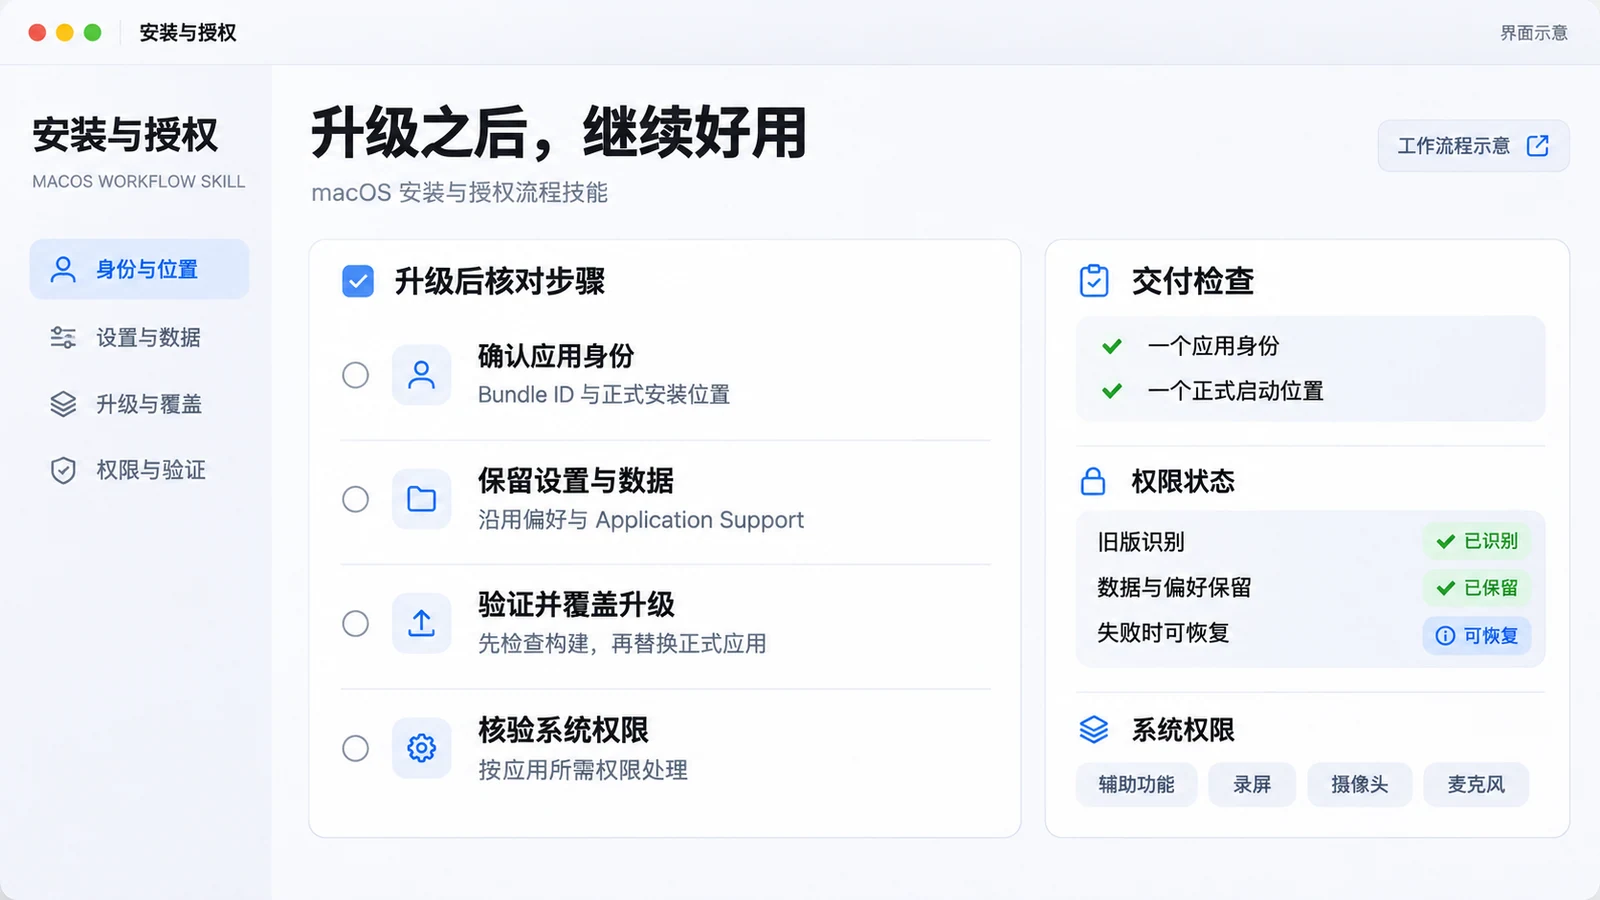 安装与授权
界面示意
安装与授权
MACOS WORKFLOW SKILL
身份与位置
设置与数据
升级与覆盖
权限与验证
升级之后，继续好用
macOS 安装与授权流程技能
工作流程示意
升级后核对步骤
确认应用身份
Bundle ID 与正式安装位置
保留设置与数据
沿用偏好与 Application Support
验证并覆盖升级
先检查构建，再替换正式应用
核验系统权限
按应用所需权限处理
交付检查
一个应用身份
一个正式启动位置
权限状态
旧版识别 已识别
数据与偏好保留 已保留
失败时可恢复 可恢复
系统权限
辅助功能 录屏 摄像头 麦克风